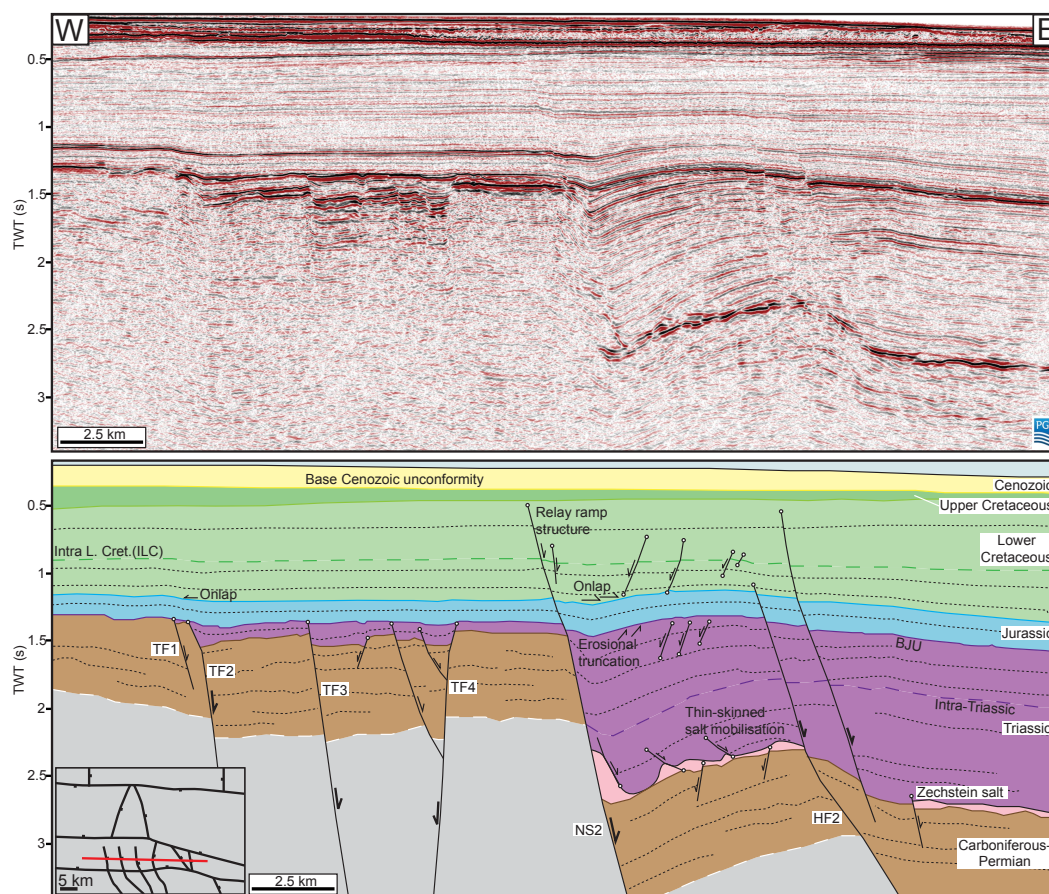 W
E
0.5
1
1.5
2
2.5
3
TWT (s)
2.5 km
PG
Base Cenozoic unconformity
Cenozoic
Upper Cretaceous
0.5
Relay ramp
structure
Lower
Cretaceous
Intra L. Cret.(ILC)
1
Onlap
Onlap
Jurassic
1.5
TF1
TF2
TF3
TF4
Erosional
truncation
BJU
TWT (s)
2
Intra-Triassic
Triassic
Thin-skinned
salt mobilisation
2.5
Zechstein salt
NS2
HF2
Carboniferous-
Permian
3
5 km
2.5 km